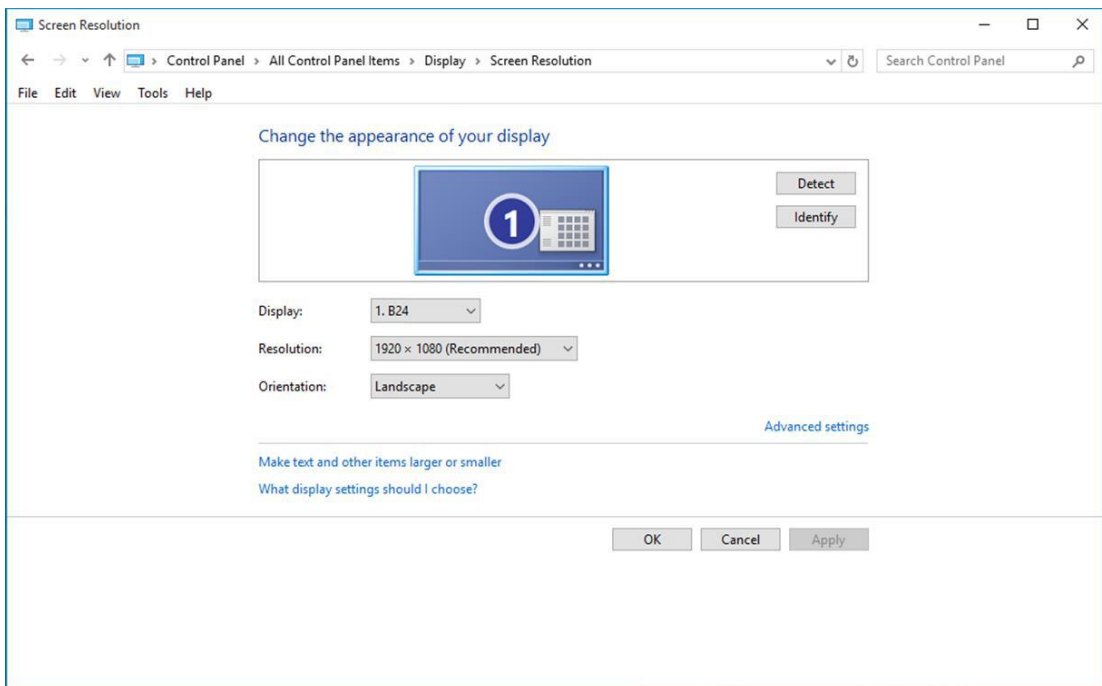 Screen Resolution
Control Panel > All Control Panel Items > Display > Screen Resolution Search Control Panel
File Edit View Tools Help
Change the appearance of your display
1
Detect
Identify
Display: 1. B24
Resolution: 1920 × 1080 (Recommended)
Orientation: Landscape
Advanced settings
Make text and other items larger or smaller
What display settings should I choose?
OK Cancel Apply